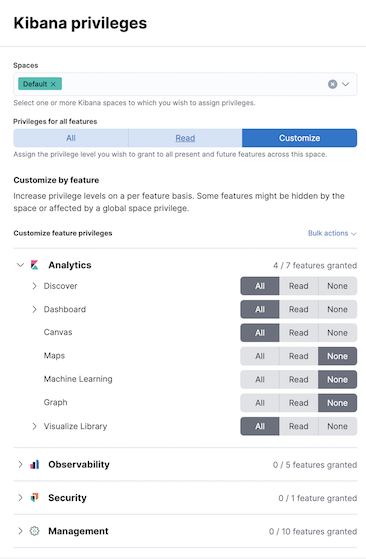 Kibana privileges
Spaces
Default ×
Select one or more Kibana spaces to which you wish to assign privileges.
Privileges for all features
All Read Customize
Assign the privilege level you wish to grant to all present and future features across this space.
Customize by feature
Increase privilege levels on a per feature basis. Some features might be hidden by the
space or affected by a global space privilege.
Customize feature privileges Bulk actions
Analytics 4 / 7 features granted
Discover All Read None
Dashboard All Read None
Canvas All Read None
Maps All Read None
Machine Learning All Read None
Graph All Read None
Visualize Library All Read None
Observability 0 / 5 features granted
Security 0 / 1 feature granted
Management 0 / 10 features granted